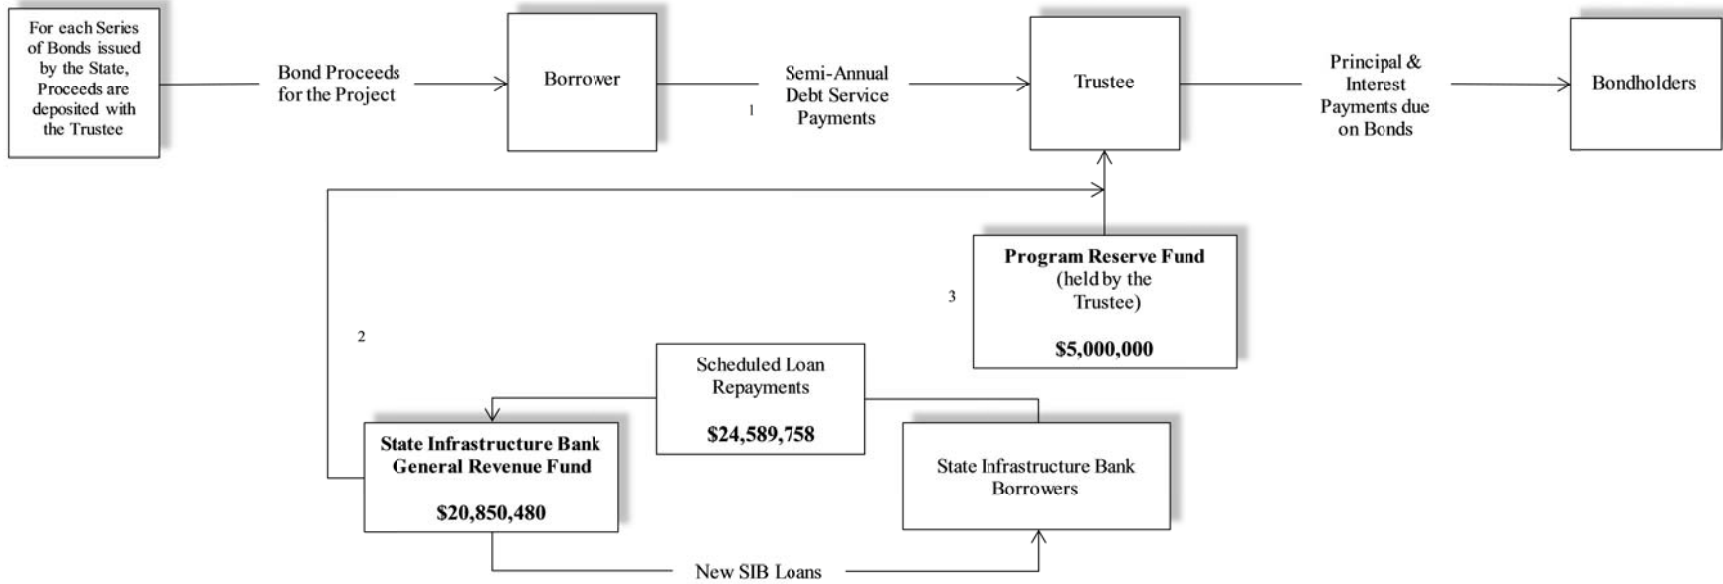 For each Series
of Bonds issued
by the State,
Proceeds are
deposited with
the Trustee
Bond Proceeds
for the Project
Borrower
Semi-Annual
Debt Service
Payments
1
Trustee
Principal &
Interest
Payments due
on Bonds
Bondholders
Program Reserve Fund
(held by the
Trustee)
$5,000,000
3
2
Scheduled Loan
Repayments
$24,589,758
State Infrastructure Bank
General Revenue Fund
$20,850,480
State Infrastructure Bank
Borrowers
New SIB Loans